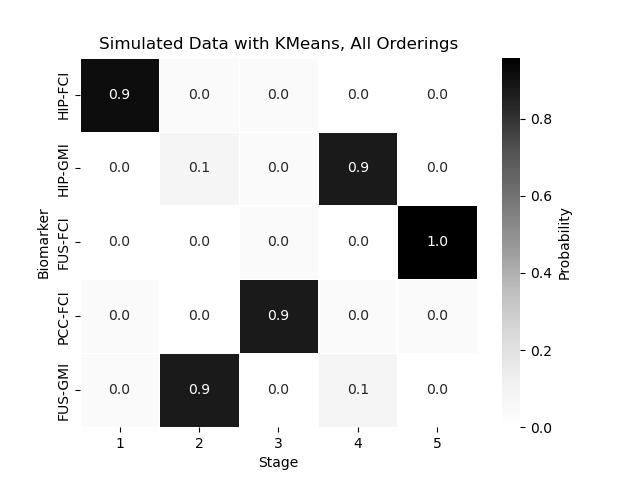 Simulated Data with KMeans, All Orderings
Biomarker
HIP-FCI 0.9 0.0 0.0 0.0 0.0
HIP-GMI 0.0 0.1 0.0 0.9 0.0
FUS-FCI 0.0 0.0 0.0 0.0 1.0
PCC-FCI 0.0 0.0 0.9 0.0 0.0
FUS-GMI 0.0 0.9 0.0 0.1 0.0
1 2 3 4 5
Stage
0.8
0.6
0.4
0.2
0.0
Probability